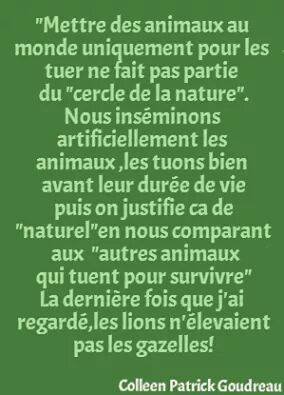 "Mettre des animaux au
monde uniquement pour les
tuer ne fait pas partie
du "cercle de la nature".
Nous inséminons
artificiellement les
animaux ,les tuons bien
avant leur durée de vie
puis on justifie ca de
"naturel"en nous comparant
aux "autres animaux
qui tuent pour survivre"
La dernière fois que j'ai
regardé,les lions n'élevaient
pas les gazelles!
Colleen Patrick Goudreau